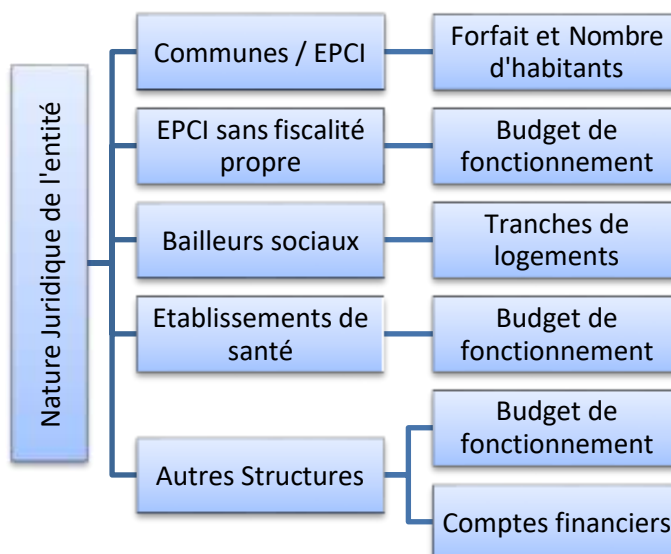 Nature Juridique de l'entité
Communes / EPCI
Forfait et Nombre
d'habitants
EPCI sans fiscalité
propre
Budget de
fonctionnement
Bailleurs sociaux
Tranches de
logements
Etablissements de
santé
Budget de
fonctionnement
Autres Structures
Budget de
fonctionnement
Comptes financiers